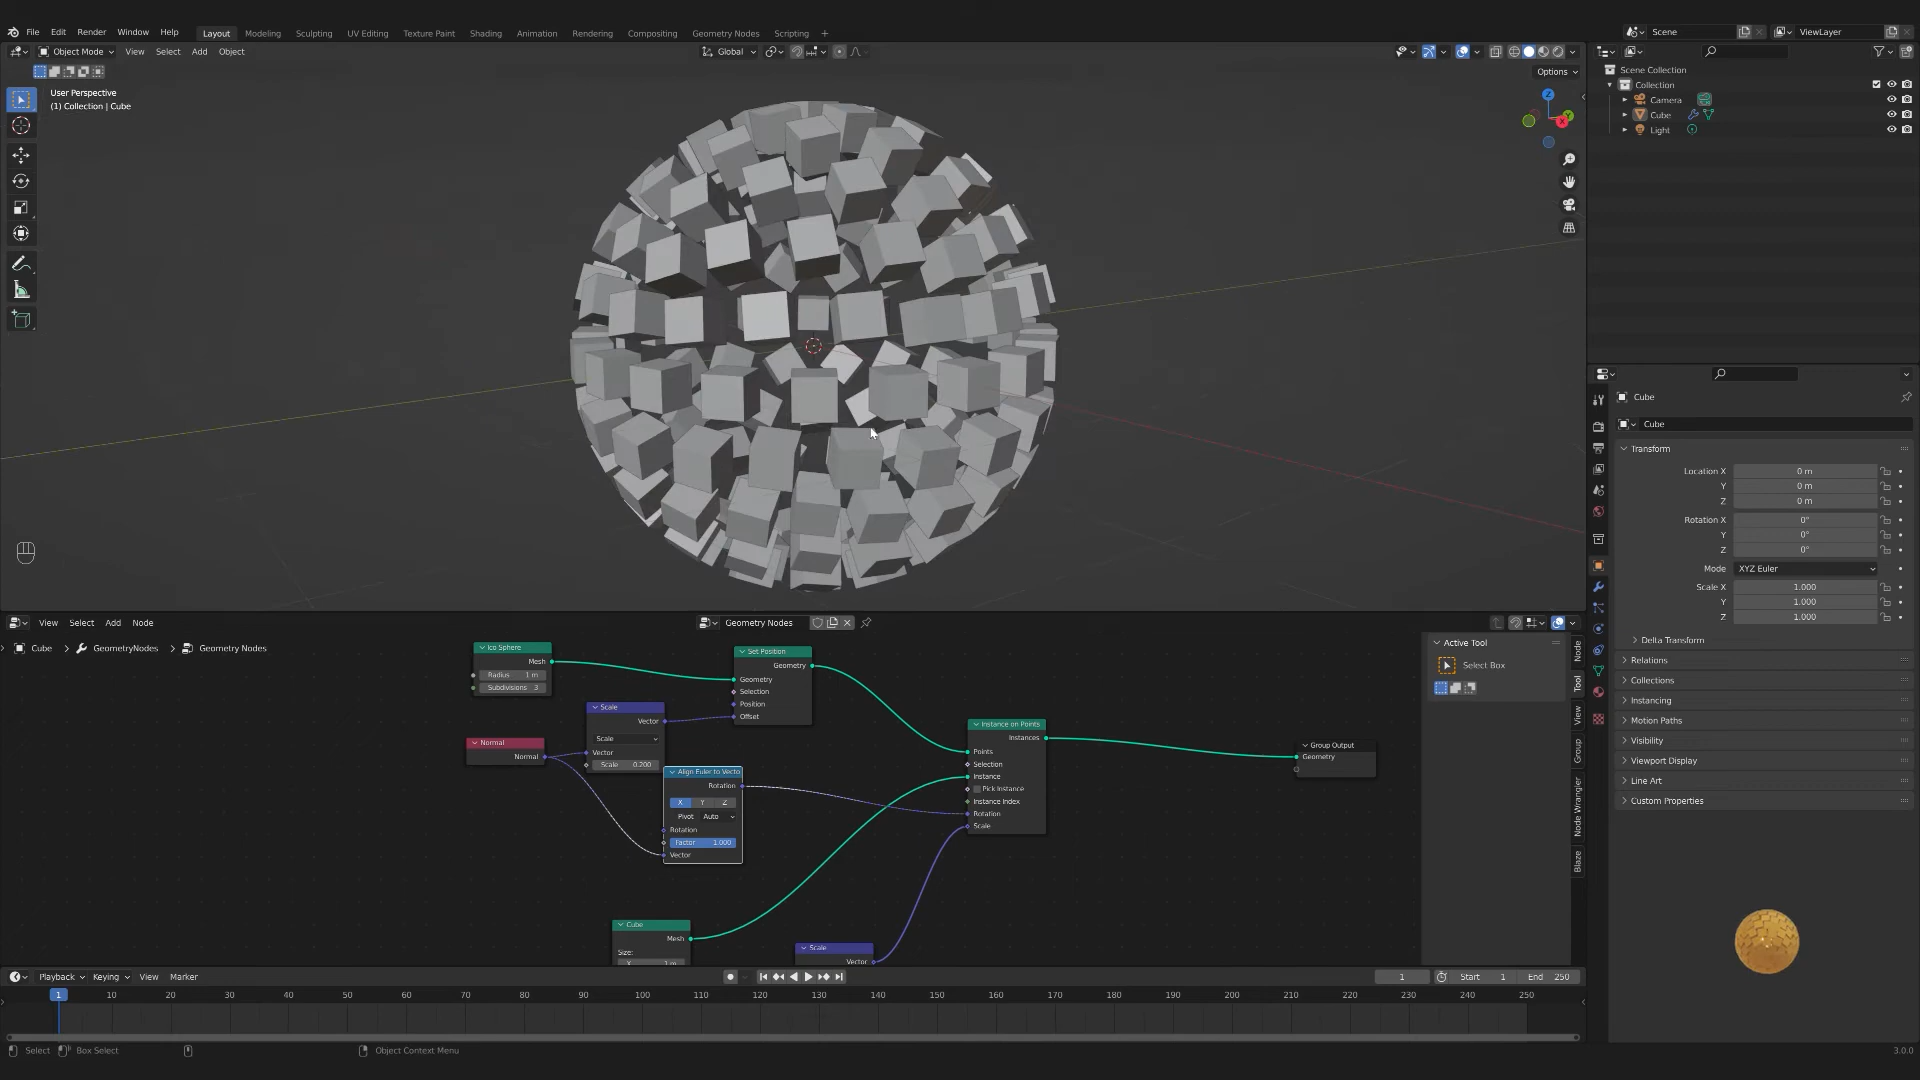 File Edit Render Window Help Layout Modeling Sculpting UV Editing Texture Paint Shading Animation Rendering Compositing Geometry Nodes Scripting + Scene ViewLayer
Object Mode View Select Add Object Global
Options
User Perspective
(1) Collection | Cube
Z
Y
X
Scene Collection
Collection
Camera
Cube
Light
Cube
Cube
Transform
Location X 0 m
Y 0 m
Z 0 m
Rotation X 0°
Y 0°
Z 0°
Mode XYZ Euler
Scale X 1.000
Y 1.000
Z 1.000
Delta Transform
Relations
Collections
Instancing
Motion Paths
Visibility
Viewport Display
Line Art
Custom Properties
View Select Add Node Geometry Nodes
Cube > GeometryNodes > Geometry Nodes
Ico Sphere
Mesh
Radius 1 m
Subdivisions 3
Normal
Normal
Scale
Vector
Scale
Vector
Scale 0.200
Set Position
Geometry
Geometry
Selection
Position
Offset
Align Euler to Vecto
Rotation
X Y Z
Pivot Auto
Rotation
Factor 1.000
Vector
Cube
Mesh
Size:
X 1 m
Scale
Vector
Instance on Points
Instances
Points
Selection
Instance
Pick Instance
Instance Index
Rotation
Scale
Group Output
Geometry
Active Tool
Select Box
Node
Tool
View
Group
Node Wrangler
Blaze
Playback Keying View Marker 1 Start 1 End 250
1 10 20 30 40 50 60 70 80 90 100 110 120 130 140 150 160 170 180 190 200 210 220 230 240 250
Select Box Select Object Context Menu 3.0.0